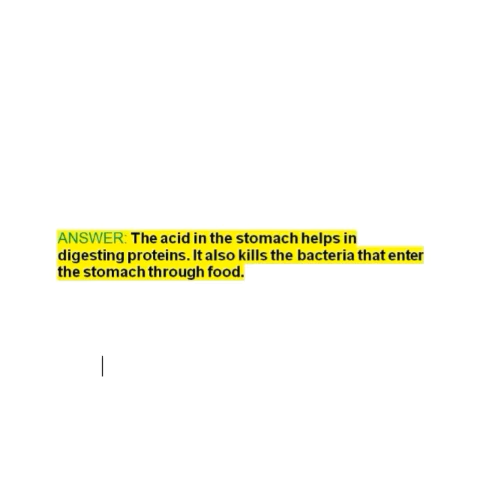 ANSWER: The acid in the stomach helps in
digesting proteins. It also kills the bacteria that enter
the stomach through food.